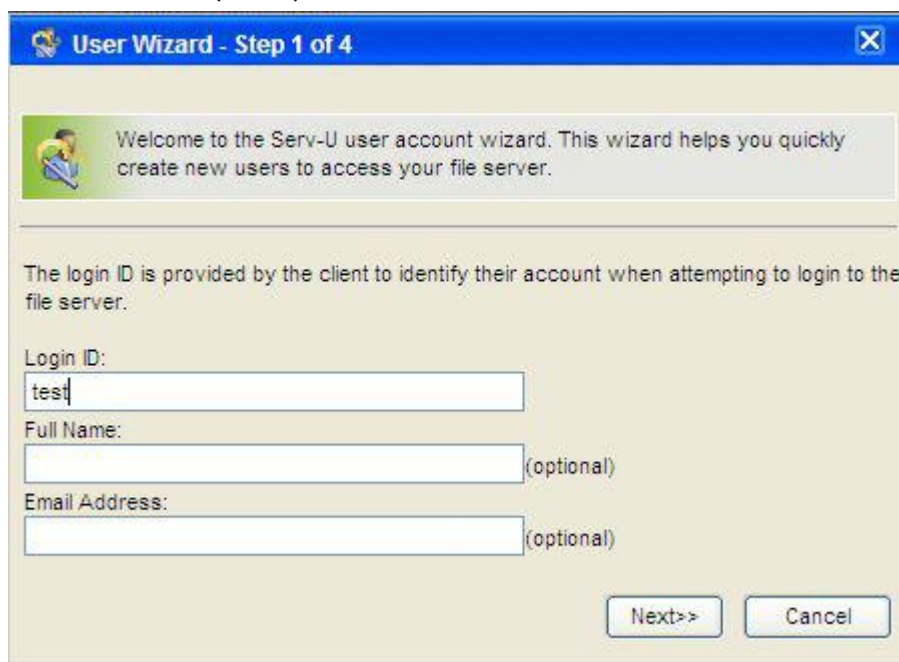 User Wizard - Step 1 of 4
Welcome to the Serv-U user account wizard. This wizard helps you quickly
create new users to access your file server.
The login ID is provided by the client to identify their account when attempting to login to the
file server.
Login ID:
test
Full Name:
(optional)
Email Address:
(optional)
Next>> Cancel